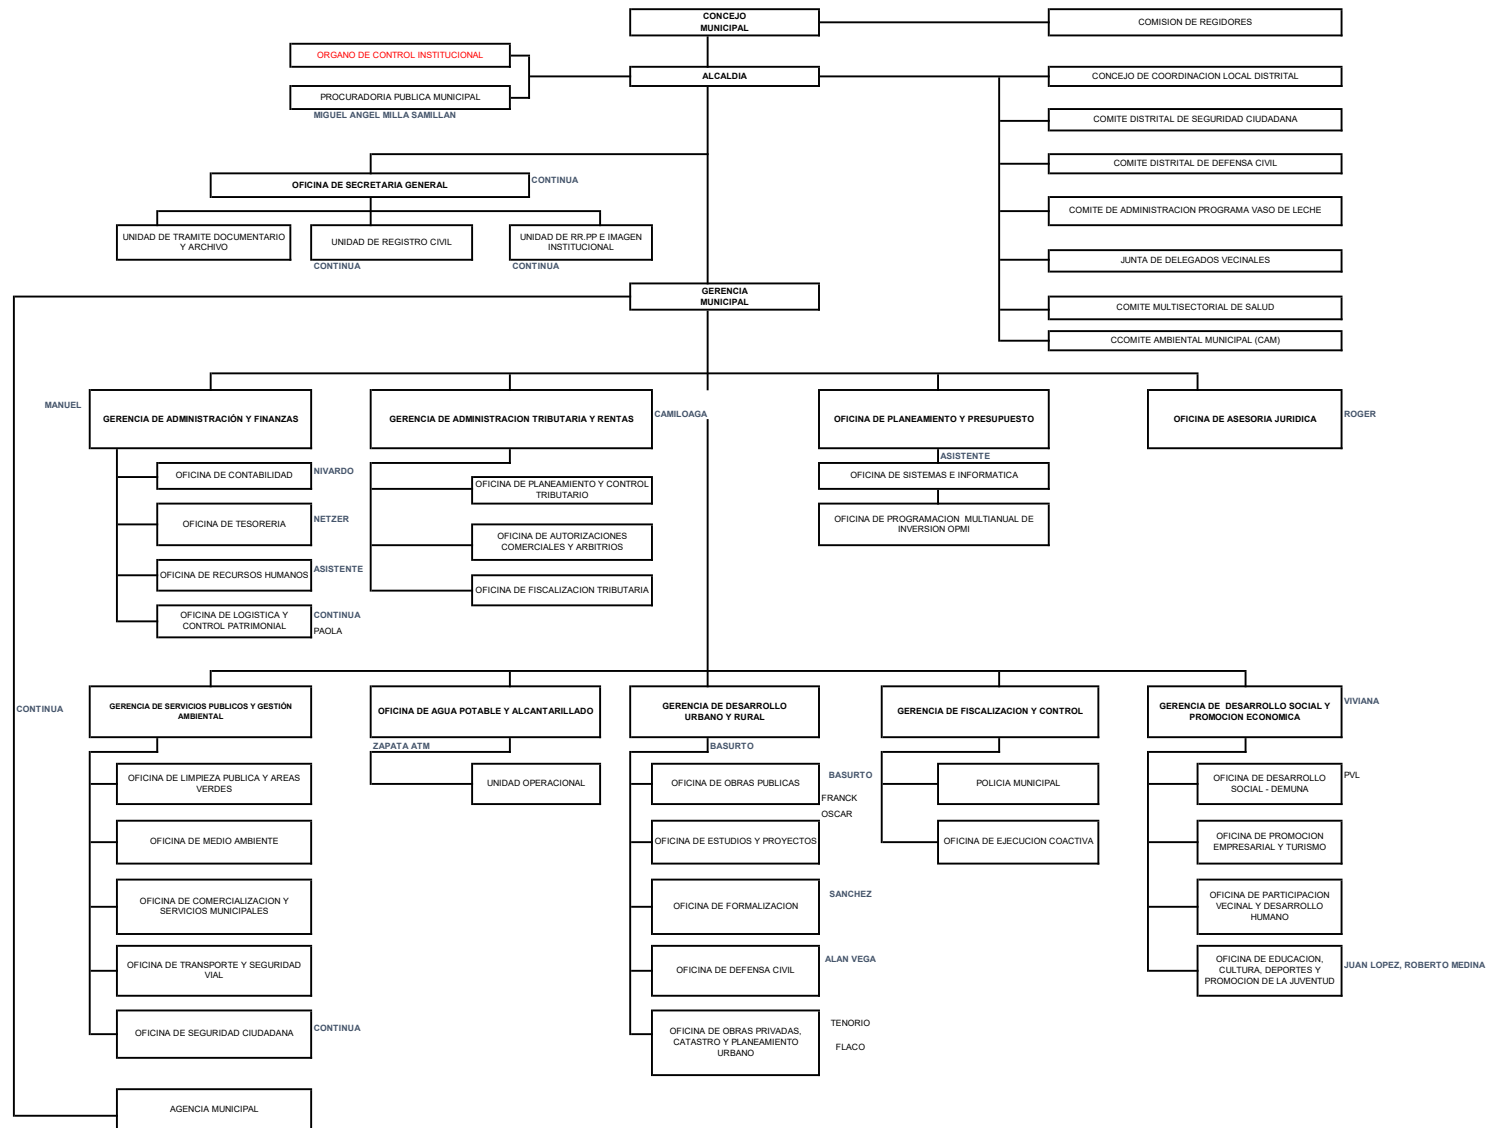 CONCEJO
MUNICIPAL
COMISION DE REGIDORES
ORGANO DE CONTROL INSTITUCIONAL
ALCALDIA
CONCEJO DE COORDINACION LOCAL DISTRITAL
PROCURADORIA PUBLICA MUNICIPAL
MIGUEL ANGEL MILLA SAMILLAN
COMITE DISTRITAL DE SEGURIDAD CIUDADANA
COMITE DISTRITAL DE DEFENSA CIVIL
OFICINA DE SECRETARIA GENERAL
CONTINUA
COMITE DE ADMINISTRACION PROGRAMA VASO DE LECHE
UNIDAD DE TRAMITE DOCUMENTARIO
Y ARCHIVO
UNIDAD DE REGISTRO CIVIL
CONTINUA
UNIDAD DE RR.PP E IMAGEN
INSTITUCIONAL
CONTINUA
JUNTA DE DELEGADOS VECINALES
GERENCIA
MUNICIPAL
COMITE MULTISECTORIAL DE SALUD
CCOMITE AMBIENTAL MUNICIPAL (CAM)
MANUEL
GERENCIA DE ADMINISTRACIÓN Y FINANZAS
GERENCIA DE ADMINISTRACION TRIBUTARIA Y RENTAS
CAMILOAGA
OFICINA DE PLANEAMIENTO Y PRESUPUESTO
OFICINA DE ASESORIA JURIDICA
ROGER
OFICINA DE CONTABILIDAD
NIVARDO
OFICINA DE TESORERIA
NETZER
OFICINA DE RECURSOS HUMANOS
ASISTENTE
OFICINA DE LOGISTICA Y
CONTROL PATRIMONIAL
CONTINUA
PAOLA
OFICINA DE PLANEAMIENTO Y CONTROL
TRIBUTARIO
OFICINA DE AUTORIZACIONES
COMERCIALES Y ARBITRIOS
OFICINA DE FISCALIZACION TRIBUTARIA
ASISTENTE
OFICINA DE SISTEMAS E INFORMATICA
OFICINA DE PROGRAMACION  MULTIANUAL DE
INVERSION OPMI
CONTINUA
GERENCIA DE SERVICIOS PUBLICOS Y GESTIÓN
AMBIENTAL
OFICINA DE AGUA POTABLE Y ALCANTARILLADO
GERENCIA DE DESARROLLO
URBANO Y RURAL
GERENCIA DE FISCALIZACION Y CONTROL
GERENCIA DE  DESARROLLO SOCIAL Y
PROMOCION ECONOMICA
VIVIANA
OFICINA DE LIMPIEZA PUBLICA Y AREAS
VERDES
OFICINA DE MEDIO AMBIENTE
OFICINA DE COMERCIALIZACION Y
SERVICIOS MUNICIPALES
OFICINA DE TRANSPORTE Y SEGURIDAD
VIAL
OFICINA DE SEGURIDAD CIUDADANA
CONTINUA
ZAPATA ATM
UNIDAD OPERACIONAL
BASURTO
OFICINA DE OBRAS PUBLICAS
BASURTO
FRANCK
OSCAR
OFICINA DE ESTUDIOS Y PROYECTOS
OFICINA DE FORMALIZACION
SANCHEZ
OFICINA DE DEFENSA CIVIL
ALAN VEGA
OFICINA DE OBRAS PRIVADAS,
CATASTRO Y PLANEAMIENTO
URBANO
TENORIO
FLACO
POLICIA MUNICIPAL
OFICINA DE EJECUCION COACTIVA
OFICINA DE DESARROLLO
SOCIAL - DEMUNA
PVL
OFICINA DE PROMOCION
EMPRESARIAL Y TURISMO
OFICINA DE PARTICIPACION
VECINAL Y DESARROLLO
HUMANO
OFICINA DE EDUCACION,
CULTURA, DEPORTES Y
PROMOCION DE LA JUVENTUD
JUAN LOPEZ, ROBERTO MEDINA
AGENCIA MUNICIPAL